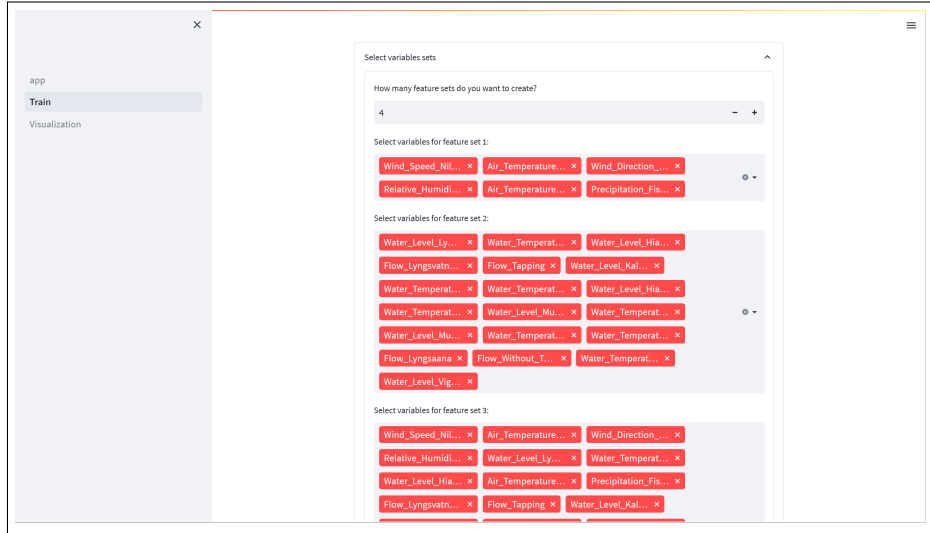 app
Train
Visualization
Select variables sets
How many feature sets do you want to create?
4
Select variables for feature set 1:
Wind_Speed_Nil... Air_Temperature... Wind_Direction_...
Relative_Humidi... Air_Temperature... Precipitation_Fis...
Select variables for feature set 2:
Water_Level_Ly... Water_Temperat... Water_Level_Hia...
Flow_Lyngsvatn... Flow_Tapping Water_Level_Kal...
Water_Temperat... Water_Temperat... Water_Level_Hia...
Water_Temperat... Water_Level_Mu... Water_Temperat...
Water_Level_Mu... Water_Temperat... Water_Temperat...
Flow_Lyngsaana Flow_Without_T... Water_Temperat...
Water_Level_Vig...
Select variables for feature set 3:
Wind_Speed_Nil... Air_Temperature... Wind_Direction_...
Relative_Humidi... Water_Level_Ly... Water_Temperat...
Water_Level_Hia... Air_Temperature... Precipitation_Fis...
Flow_Lyngsvatn... Flow_Tapping Water_Level_Kal...